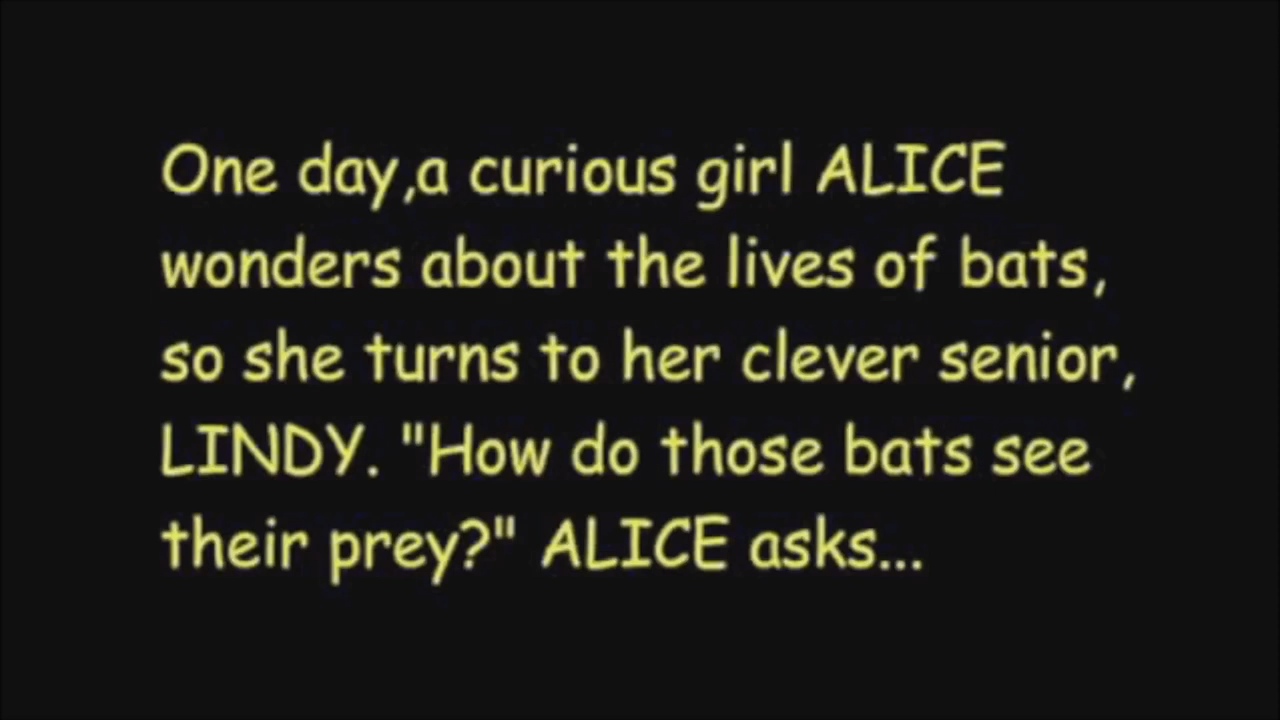 One day,a curious girl ALICE
wonders about the lives of bats,
so she turns to her clever senior,
LINDY. "How do those bats see
their prey?" ALICE asks...